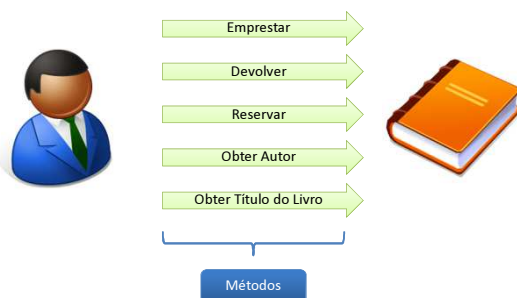 Emprestar
Devolver
Reservar
Obter Autor
Obter Título do Livro
Métodos